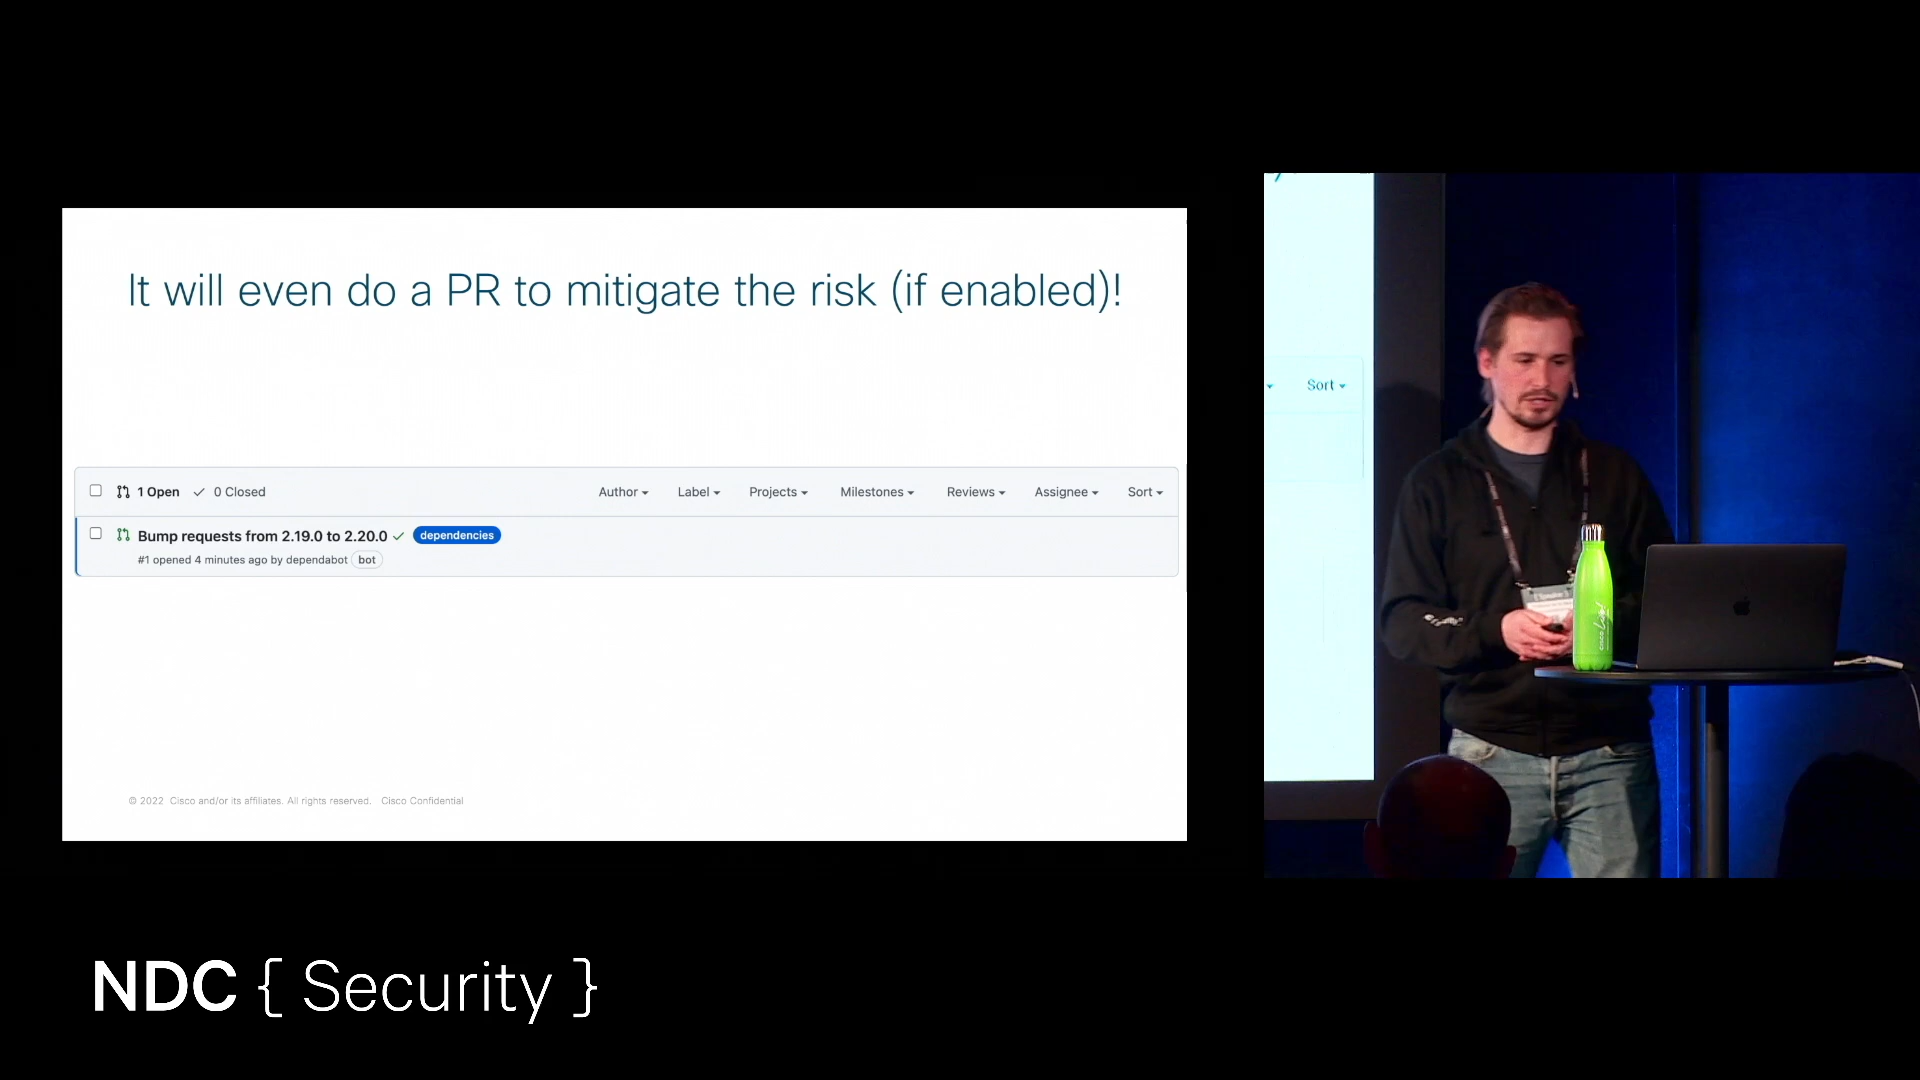 It will even do a PR to mitigate the risk (if enabled)!
1 Open 0 Closed Author Label Projects Milestones Reviews Assignee Sort
Bump requests from 2.19.0 to 2.20.0 dependencies
#1 opened 4 minutes ago by dependabot bot
© 2022 Cisco and/or its affiliates. All rights reserved. Cisco Confidential
Sort
CISCO Live!
NDC { Security }